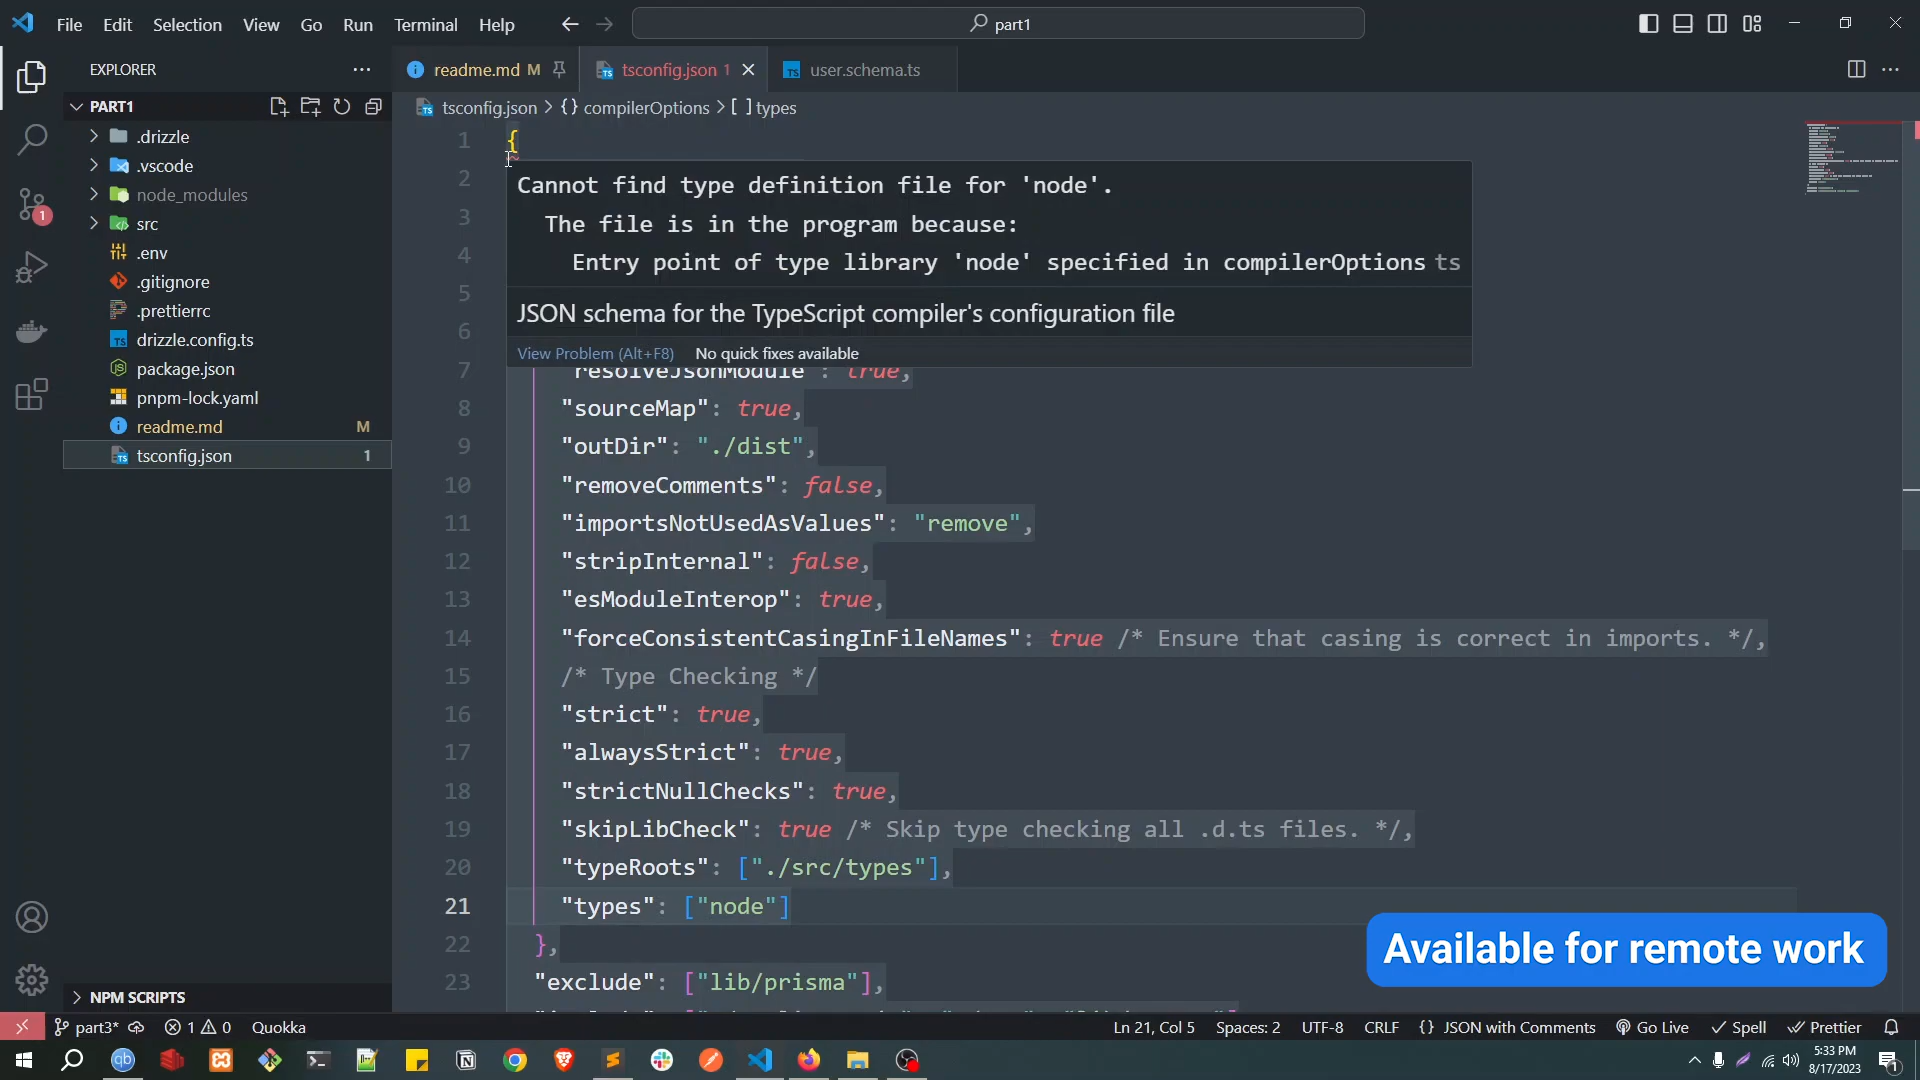 File Edit Selection View Go Run Terminal Help
part1
EXPLORER
readme.md M
tsconfig.json 1
user.schema.ts
PART1
tsconfig.json > {} compilerOptions > [ ] types
.drizzle
.vscode
node_modules
src
.env
.gitignore
.prettierrc
drizzle.config.ts
package.json
pnpm-lock.yaml
readme.md M
tsconfig.json 1
NPM SCRIPTS
1 {
2
3
4
5
6
Cannot find type definition file for 'node'.
The file is in the program because:
Entry point of type library 'node' specified in compilerOptions ts
JSON schema for the TypeScript compiler's configuration file
View Problem (Alt+F8) No quick fixes available
7 "resolveJsonModule": true,
8 "sourceMap": true,
9 "outDir": "./dist",
10 "removeComments": false,
11 "importsNotUsedAsValues": "remove",
12 "stripInternal": false,
13 "esModuleInterop": true,
14 "forceConsistentCasingInFileNames": true /* Ensure that casing is correct in imports. */,
15 /* Type Checking */
16 "strict": true,
17 "alwaysStrict": true,
18 "strictNullChecks": true,
19 "skipLibCheck": true /* Skip type checking all .d.ts files. */,
20 "typeRoots": ["./src/types"],
21 "types": ["node"]
22 },
23 "exclude": ["lib/prisma"],
Available for remote work
part3* 1 0 Quokka
Ln 21, Col 5 Spaces: 2 UTF-8 CRLF {} JSON with Comments Go Live Spell Prettier
5:33 PM
8/17/2023